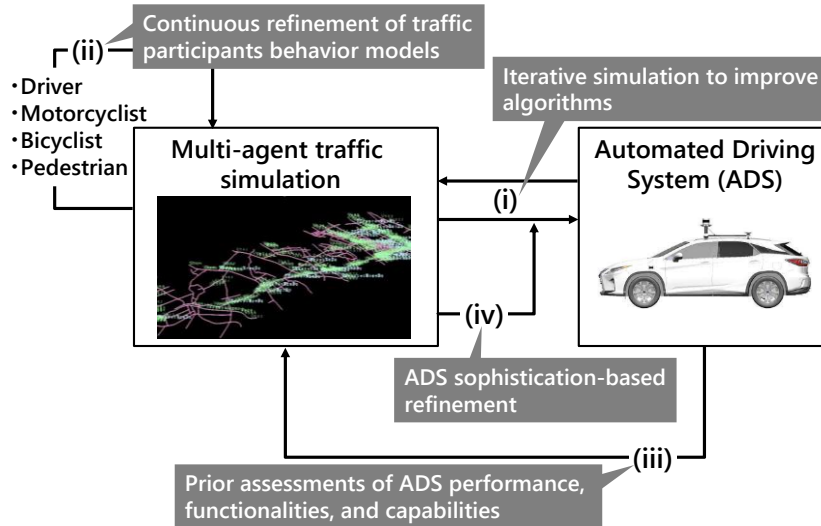 Continuous refinement of traffic
participants behavior models
(ii)
・Driver
・Motorcyclist
・Bicyclist
・Pedestrian
Iterative simulation to improve
algorithms
Multi-agent traffic
simulation
Automated Driving
System (ADS)
(i)
(iv)
ADS sophistication-based
refinement
(iii)
Prior assessments of ADS performance,
functionalities, and capabilities